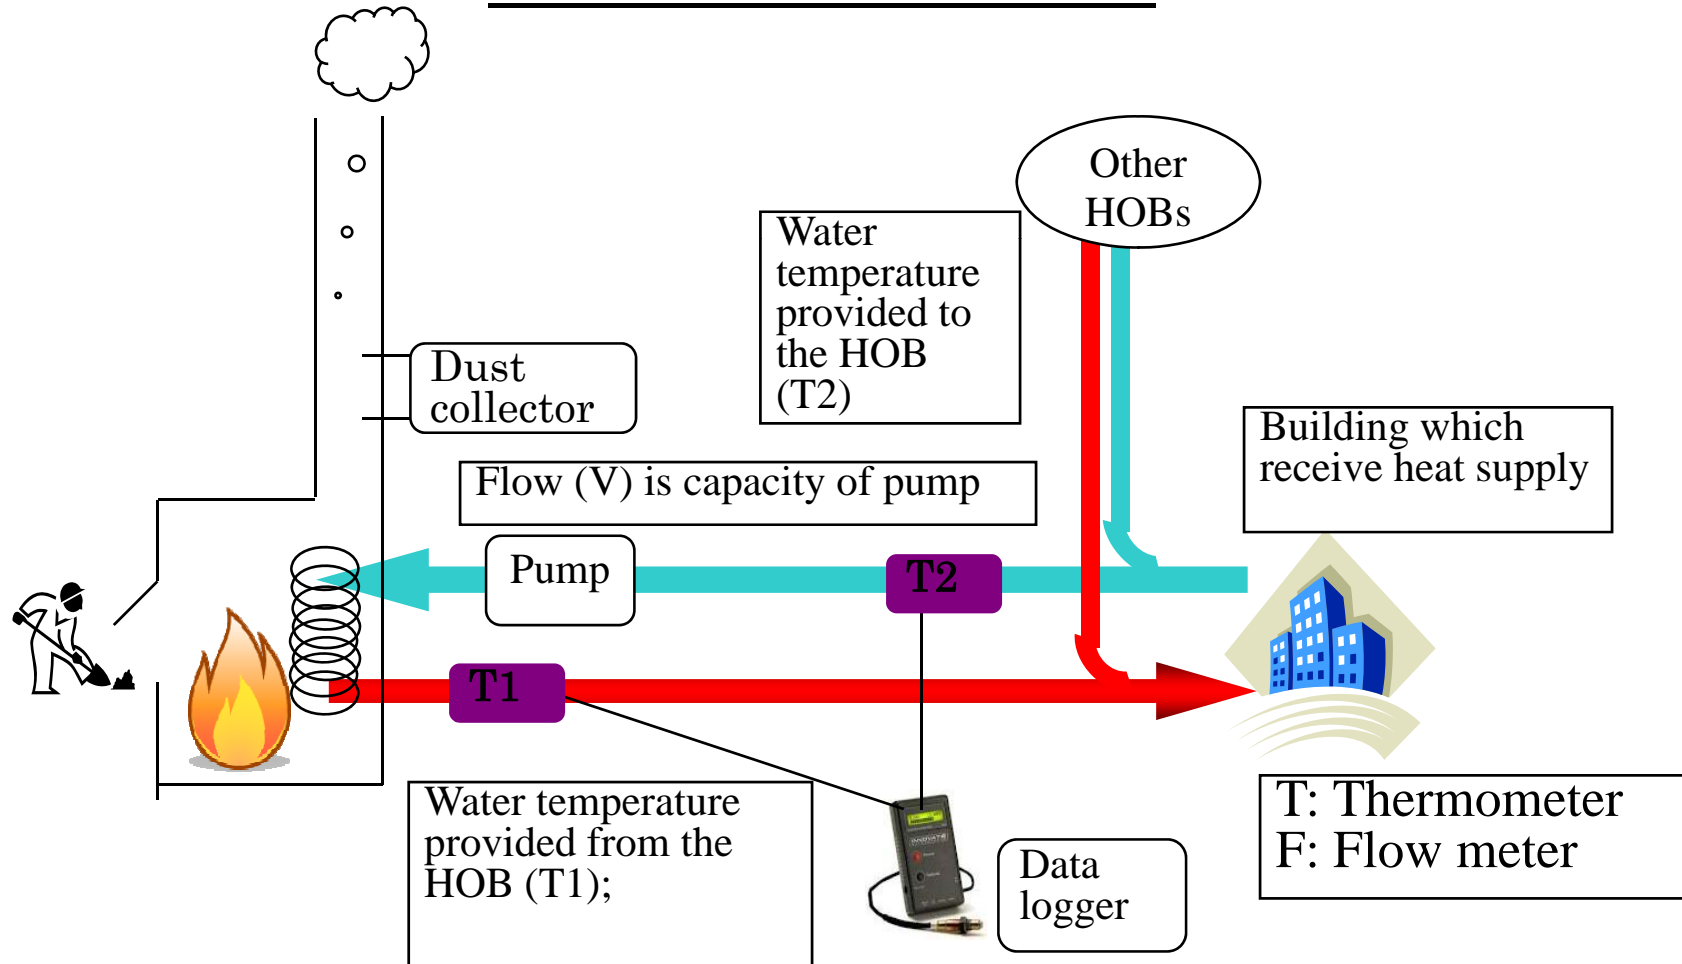 Other
HOBs
Water
temperature
provided to
the HOB
(T2)
Dust
collector
Building which
receive heat supply
Flow (V) is capacity of pump
Pump
T2
T1
Water temperature
provided from the
HOB (T1);
Data
logger
T: Thermometer
F: Flow meter